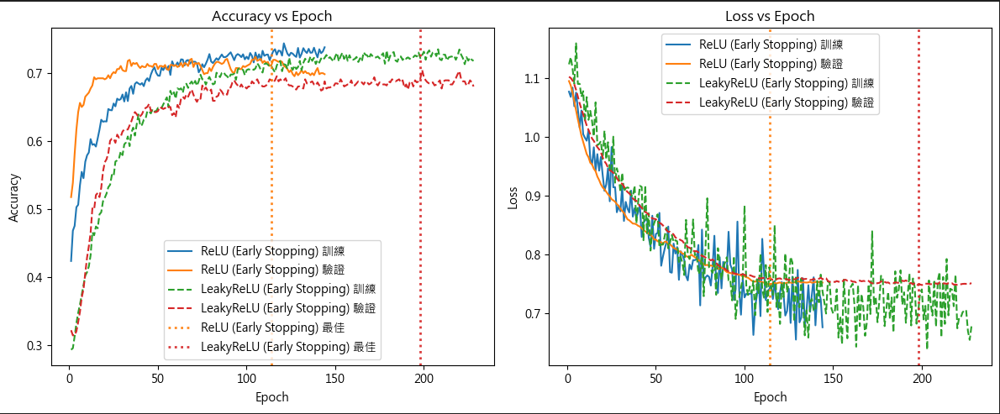 Accuracy vs Epoch
Accuracy
0.7
0.6
0.5
0.4
0.3
ReLU (Early Stopping) 訓練
ReLU (Early Stopping) 驗證
LeakyReLU (Early Stopping) 訓練
LeakyReLU (Early Stopping) 驗證
ReLU (Early Stopping) 最佳
LeakyReLU (Early Stopping) 最佳
0 50 100 150 200
Epoch
Loss vs Epoch
Loss
ReLU (Early Stopping) 訓練
ReLU (Early Stopping) 驗證
LeakyReLU (Early Stopping) 訓練
LeakyReLU (Early Stopping) 驗證
1.1
1.0
0.9
0.8
0.7
0 50 100 150 200
Epoch